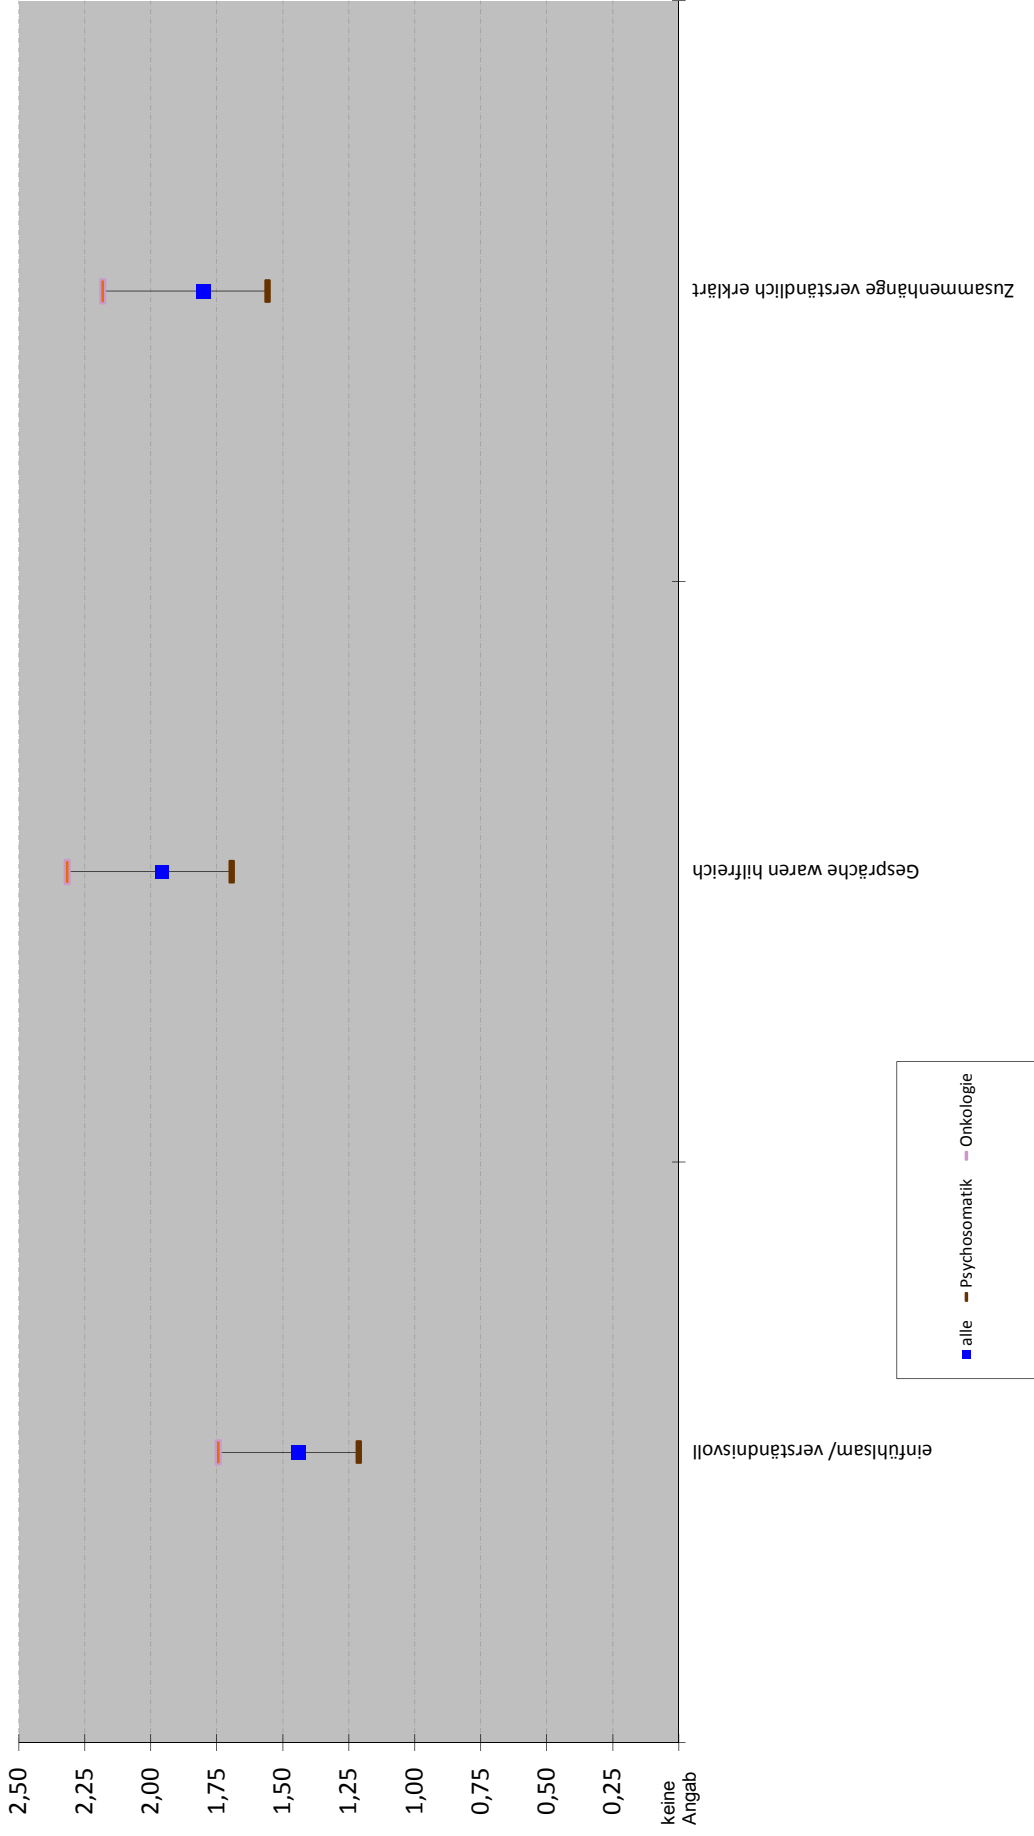 2,50
2,25
2,00
1,75
1,50
1,25
1,00
0,75
0,50
0,25
keine
Angab
einfühlsam/ verständnisvoll
Gespräche waren hilfreich
Zusammenhänge verständlich erklärt
alle Psychosomatik Onkologie